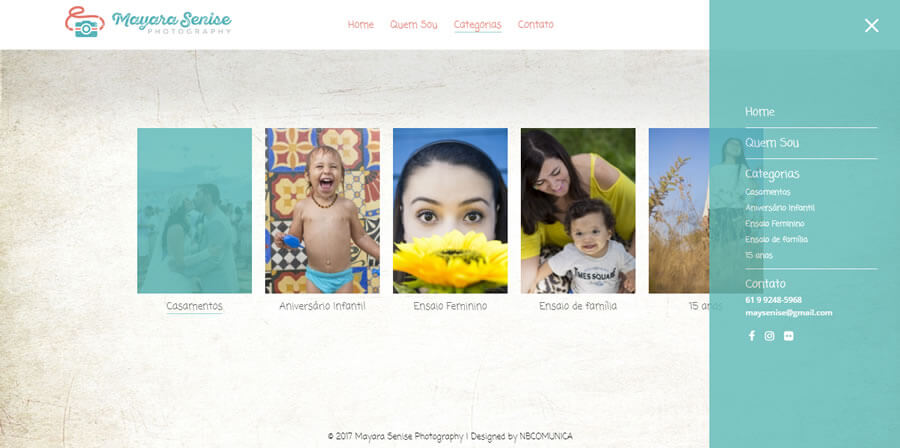 Mayara Senise
PHOTOGRAPHY
Home Quem Sou Categorias Contato
Home
Quem Sou
Categorias
Casamentos
Aniversário Infantil
Ensaio Feminino
Ensaio de família
15 anos
Contato
61 9 9248-5968
maysenise@gmail.com
TIMES SQUARE
Casamentos Aniversário Infantil Ensaio Feminino Ensaio de família 15 anos
© 2017 Mayara Senise Photography | Designed by NBCOMUNICA